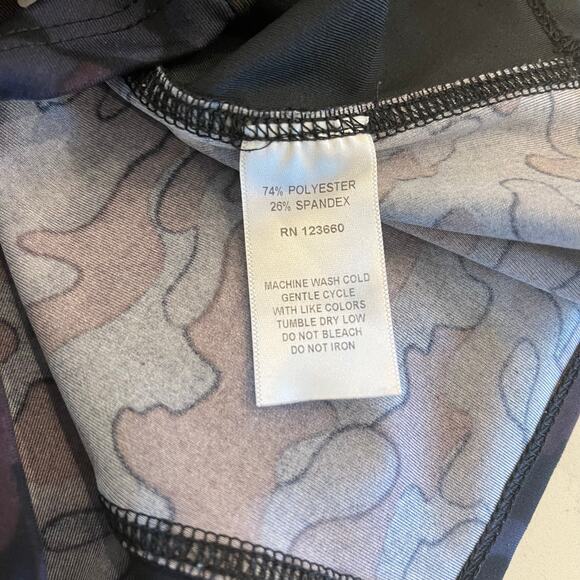 74% POLYESTER
26% SPANDEX
RN 123660
MACHINE WASH COLD
GENTLE CYCLE
WITH LIKE COLORS
TUMBLE DRY LOW
DO NOT BLEACH
DO NOT IRON